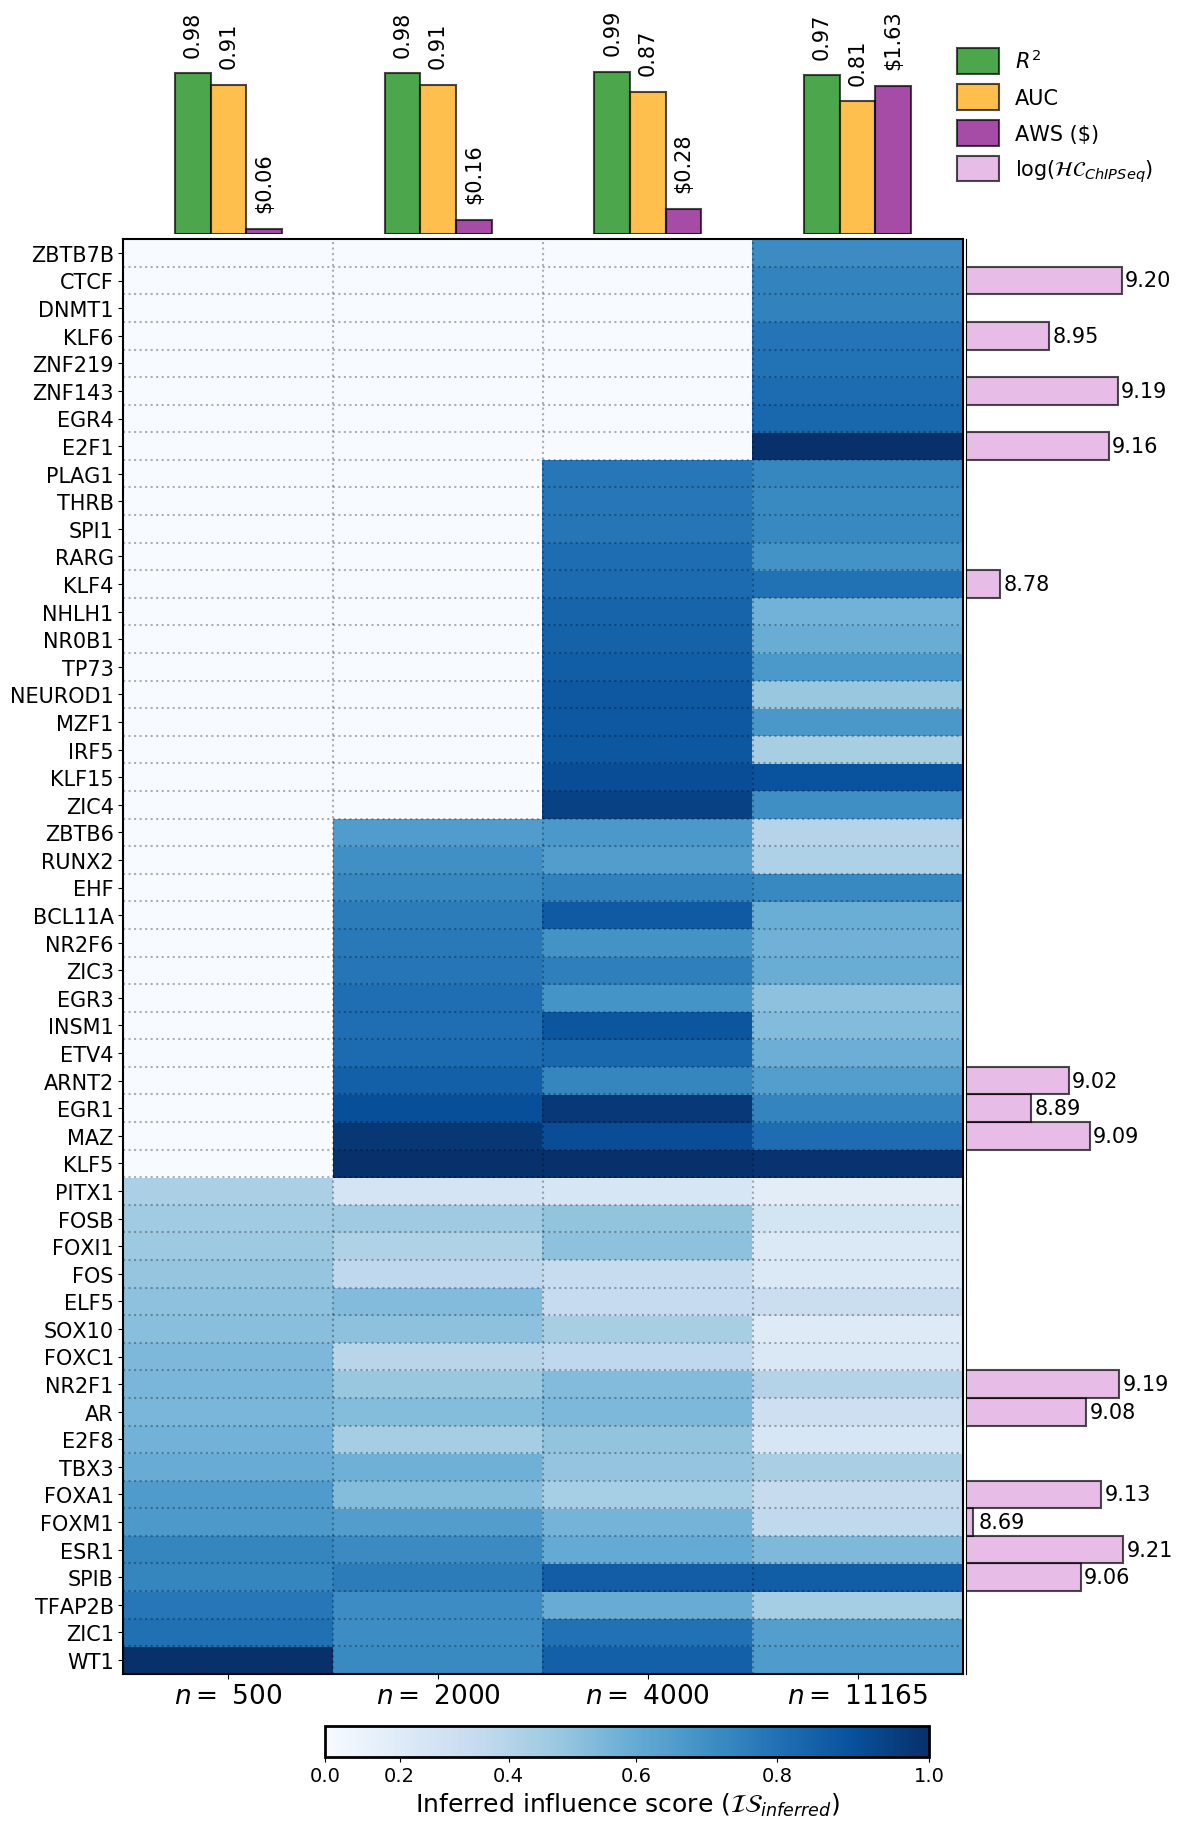 0.98
0.91
$0.06
0.98
0.91
$0.16
0.99
0.87
$0.28
0.97
0.81
$1.63
R²
AUC
AWS ($)
log(ℋ𝒞ChIPSeq)
ZBTB7B
CTCF 9.20
DNMT1
KLF6 8.95
ZNF219
ZNF143 9.19
EGR4
E2F1 9.16
PLAG1
THRB
SPI1
RARG
KLF4 8.78
NHLH1
NR0B1
TP73
NEUROD1
MZF1
IRF5
KLF15
ZIC4
ZBTB6
RUNX2
EHF
BCL11A
NR2F6
ZIC3
EGR3
INSM1
ETV4
ARNT2 9.02
EGR1 8.89
MAZ 9.09
KLF5
PITX1
FOSB
FOXI1
FOS
ELF5
SOX10
FOXC1
NR2F1 9.19
AR 9.08
E2F8
TBX3
FOXA1 9.13
FOXM1 8.69
ESR1 9.21
SPIB 9.06
TFAP2B
ZIC1
WT1
n = 500 n = 2000 n = 4000 n = 11165
0.0 0.2 0.4 0.6 0.8 1.0
Inferred influence score (ℐ𝒮inferred)